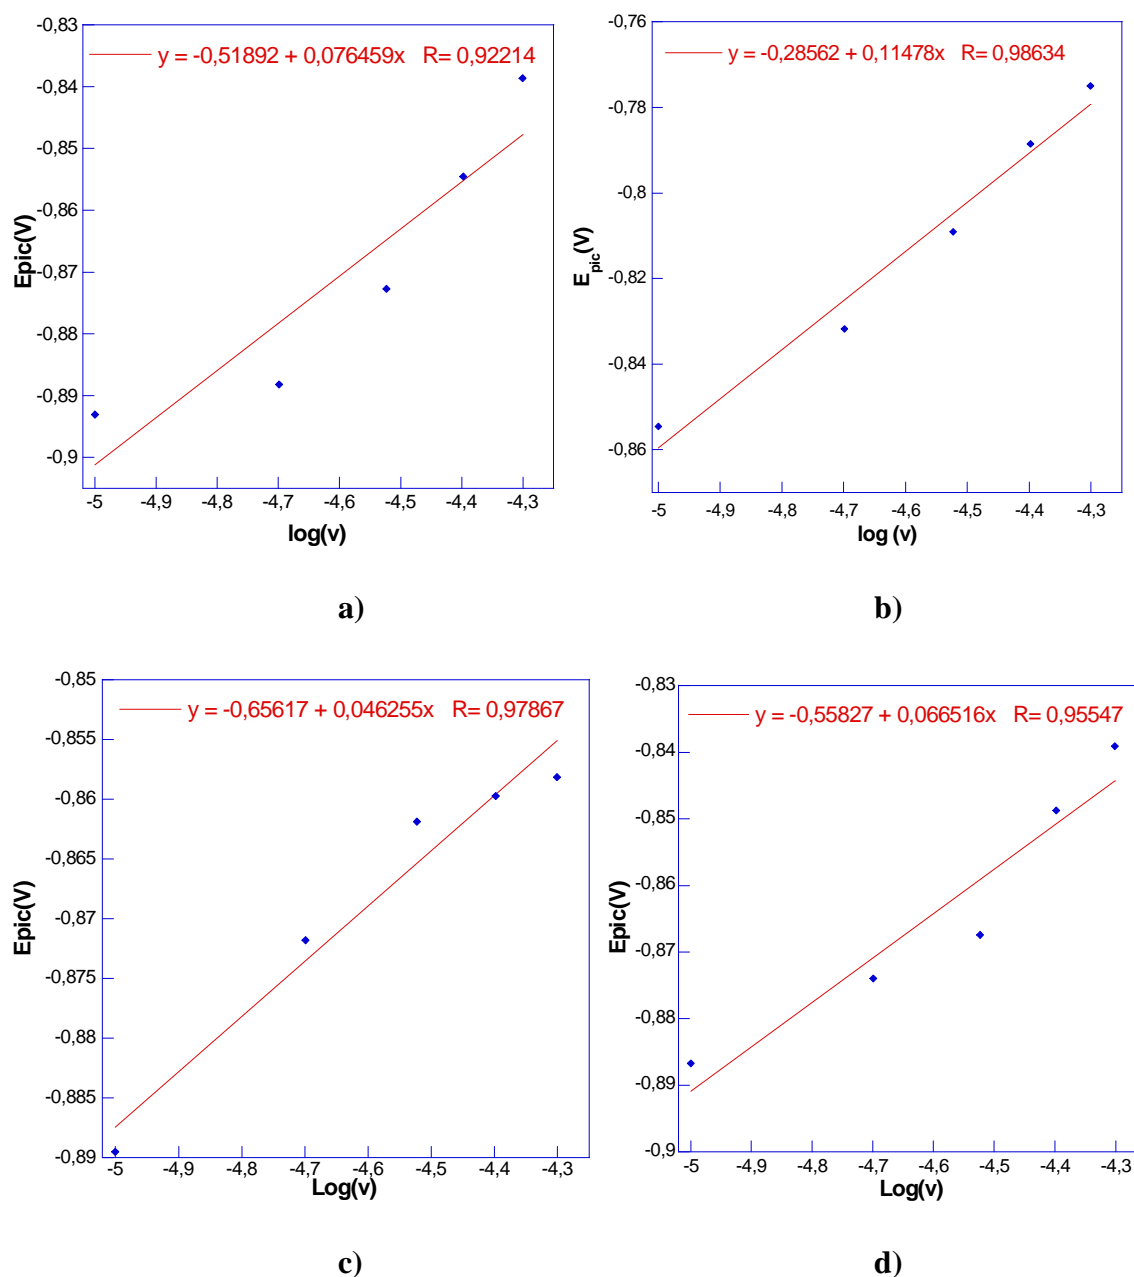 y = -0,51892 + 0,076459x R= 0,92214
-0,83
-0,84
-0,85
-0,86
-0,87
-0,88
-0,89
-0,9
Epic(V)
-5 -4,9 -4,8 -4,7 -4,6 -4,5 -4,4 -4,3
log(v)
a)
y = -0,28562 + 0,11478x R= 0,98634
-0,76
-0,78
-0,8
-0,82
-0,84
-0,86
E_pic(V)
-5 -4,9 -4,8 -4,7 -4,6 -4,5 -4,4 -4,3
log (v)
b)
y = -0,65617 + 0,046255x R= 0,97867
-0,85
-0,855
-0,86
-0,865
-0,87
-0,875
-0,88
-0,885
-0,89
Epic(V)
-5 -4,9 -4,8 -4,7 -4,6 -4,5 -4,4 -4,3
Log(v)
c)
y = -0,55827 + 0,066516x R= 0,95547
-0,83
-0,84
-0,85
-0,86
-0,87
-0,88
-0,89
-0,9
Epic(V)
-5 -4,9 -4,8 -4,7 -4,6 -4,5 -4,4 -4,3
Log(v)
d)